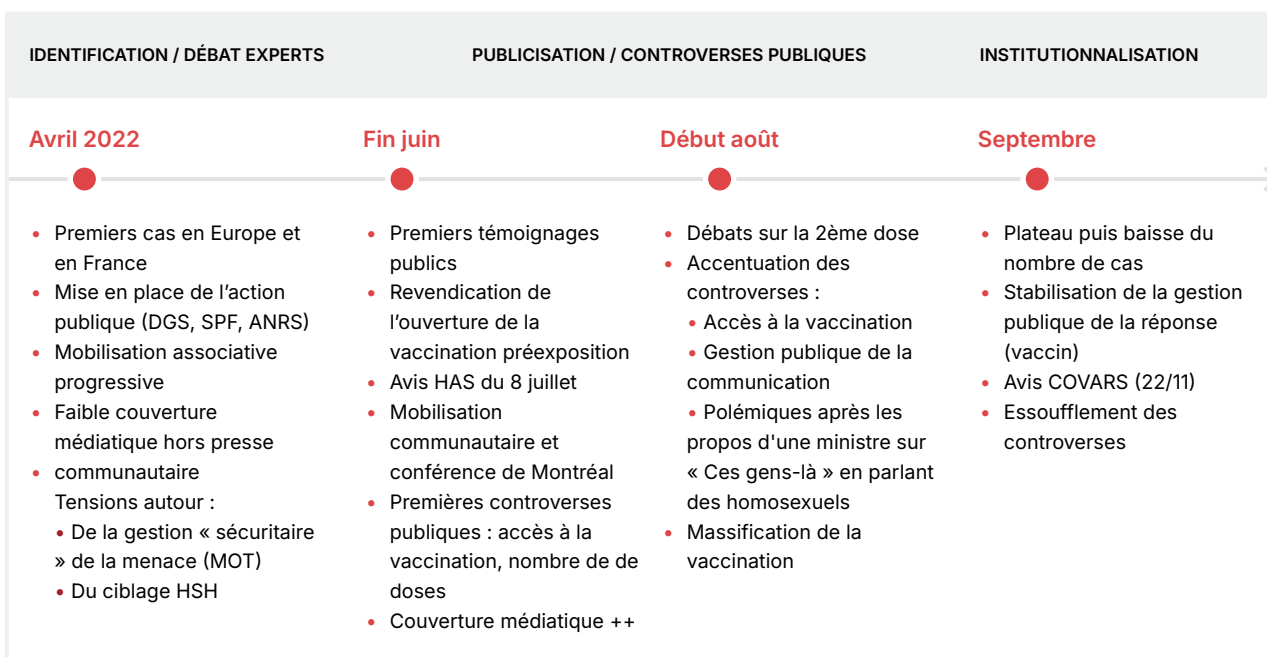 IDENTIFICATION / DÉBAT EXPERTS
PUBLICISATION / CONTROVERSES PUBLIQUES
INSTITUTIONNALISATION
Avril 2022
• Premiers cas en Europe et
en France
• Mise en place de l'action
publique (DGS, SPF, ANRS)
• Mobilisation associative
progressive
• Faible couverture
médiatique hors presse
• communautaire
Tensions autour :
• De la gestion « sécuritaire
» de la menace (MOT)
• Du ciblage HSH
Fin juin
• Premiers témoignages
publics
• Revendication de
l'ouverture de la
vaccination préexposition
• Avis HAS du 8 juillet
• Mobilisation
communautaire et
conférence de Montréal
• Premières controverses
publiques : accès à la
vaccination, nombre de de
doses
• Couverture médiatique ++
Début août
• Débats sur la 2ème dose
• Accentuation des
controverses :
• Accès à la vaccination
• Gestion publique de la
communication
• Polémiques après les
propos d'une ministre sur
« Ces gens-là » en parlant
des homosexuels
• Massification de la
vaccination
Septembre
• Plateau puis baisse du
nombre de cas
• Stabilisation de la gestion
publique de la réponse
(vaccin)
• Avis COVARS (22/11)
• Essoufflement des
controverses